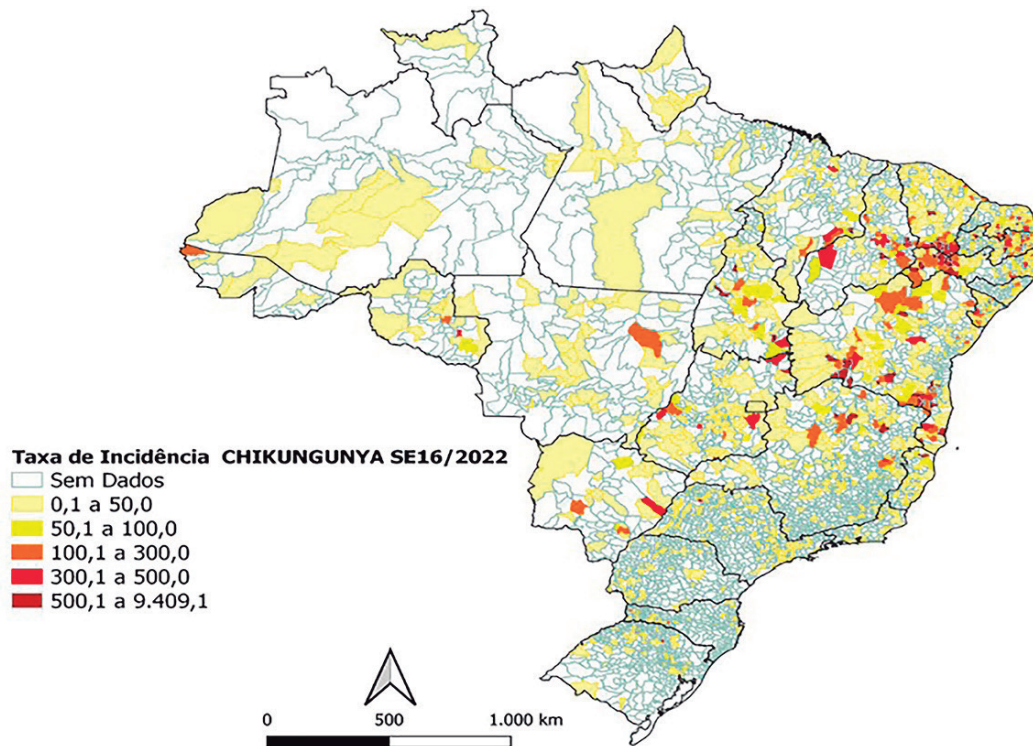 Taxa de Incidência CHIKUNGUNYA SE16/2022
Sem Dados
0,1 a 50,0
50,1 a 100,0
100,1 a 300,0
300,1 a 500,0
500,1 a 9.409,1
0 500 1.000 km